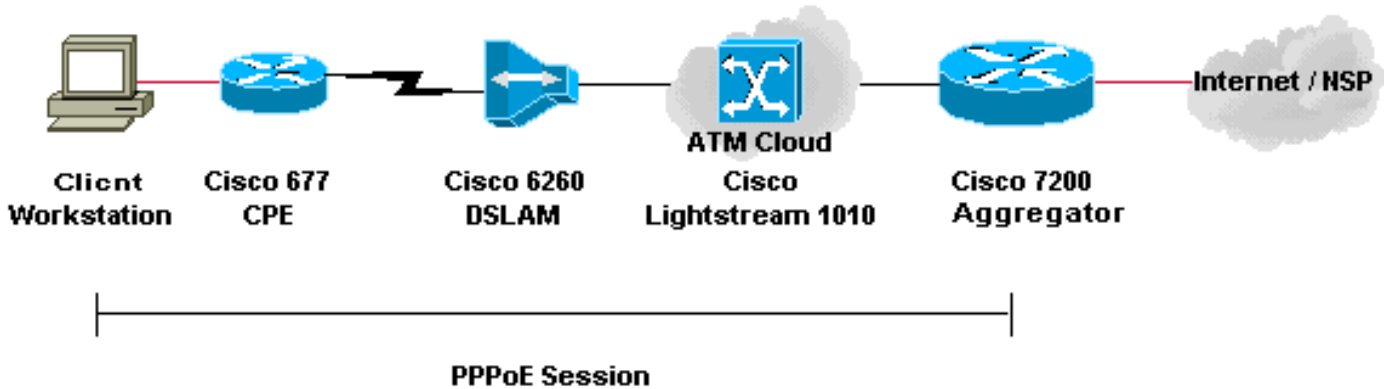 Internet / NSP
ATM Cloud
Client
Workstation
Cisco 677
CPE
Cisco 6260
DSLAM
Cisco
Lightstream 1010
Cisco 7200
Aggregator
PPPoE Session